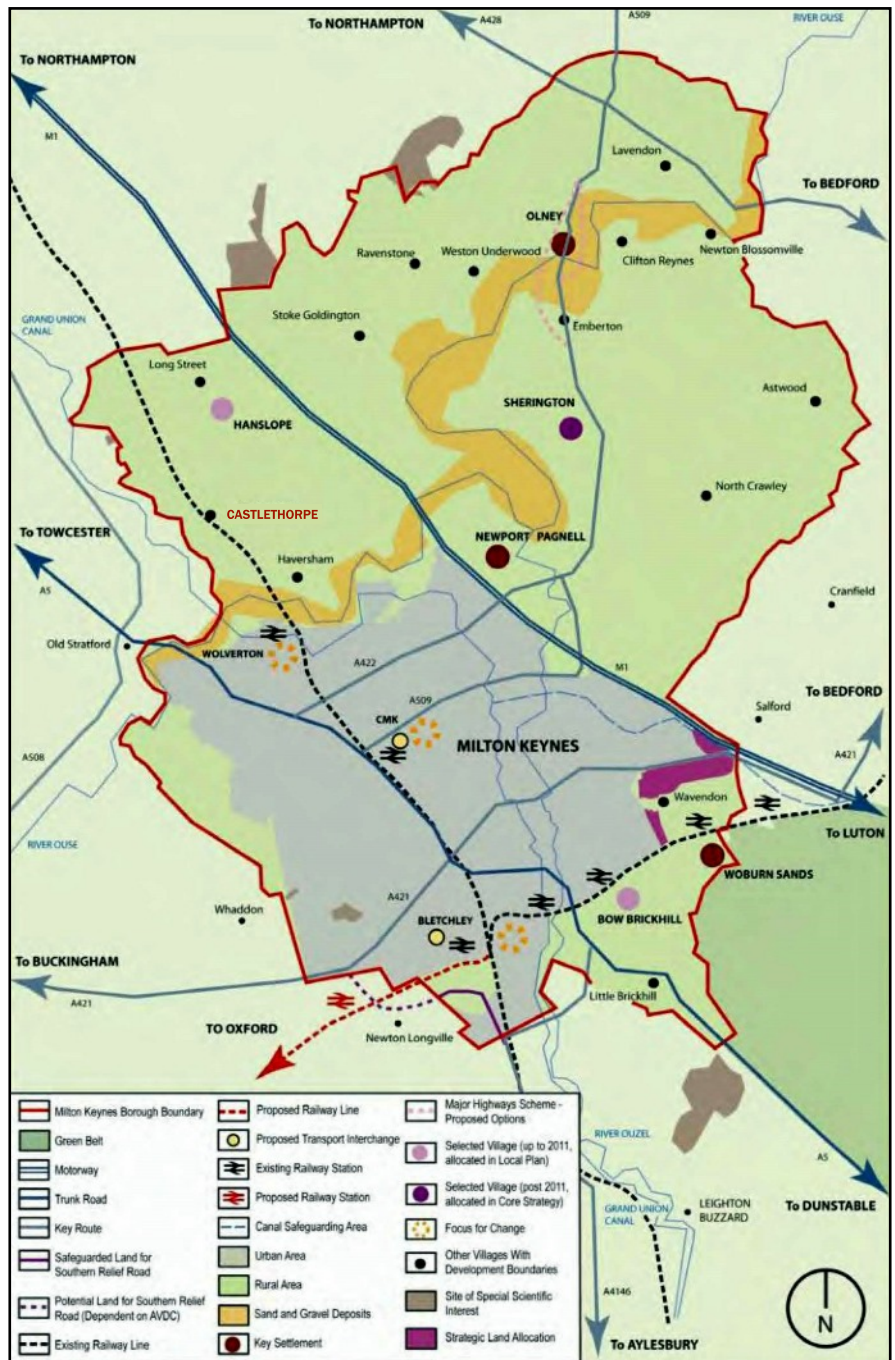 To NORTHAMPTON
A428
A509
RIVER OUSE
To NORTHAMPTON
M1
Lavendon
To BEDFORD
OLNEY
Ravenstone
Weston Underwood
Clifton Reynes
Newton Blossomville
GRAND UNION
CANAL
Stoke Goldington
Emberton
Long Street
HANSLOPE
SHERINGTON
Astwood
North Crawley
CASTLETHORPE
To TOWCESTER
NEWPORT PAGNELL
Haversham
A5
Cranfield
Old Stratford
WOLVERTON
A422
M1
To BEDFORD
A509
Salford
CMK
MILTON KEYNES
A421
A508
Wavendon
To LUTON
RIVER OUSE
WOBURN SANDS
A421
Whaddon
BLETCHLEY
BOW BRICKHILL
To BUCKINGHAM
A421
Little Brickhill
TO OXFORD
Newton Longville
Milton Keynes Borough Boundary
Green Belt
Motorway
Trunk Road
Key Route
Safeguarded Land for
Southern Relief Road
Potential Land for Southern Relief
Road (Dependent on AVDC)
Existing Railway Line
Proposed Railway Line
Proposed Transport Interchange
Existing Railway Station
Proposed Railway Station
Canal Safeguarding Area
Urban Area
Rural Area
Sand and Gravel Deposits
Key Settlement
Major Highways Scheme -
Proposed Options
Selected Village (up to 2011,
allocated in Local Plan)
Selected Village (post 2011,
allocated in Core Strategy)
Focus for Change
Other Villages With
Development Boundaries
Site of Special Scientific
Interest
Strategic Land Allocation
RIVER OUZEL
A5
GRAND UNION
CANAL
LEIGHTON
BUZZARD
To DUNSTABLE
A4146
To AYLESBURY
N